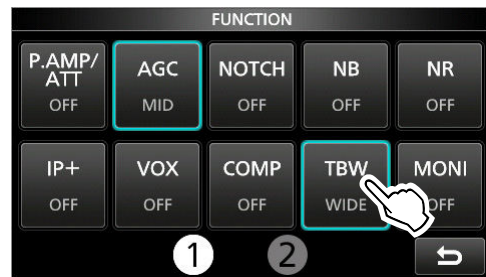 FUNCTION
P.AMP/
ATT
OFF
AGC
MID
NOTCH
OFF
NB
OFF
NR
OFF
IP+
OFF
VOX
OFF
COMP
OFF
TBW
WIDE
MONI
OFF
1
2